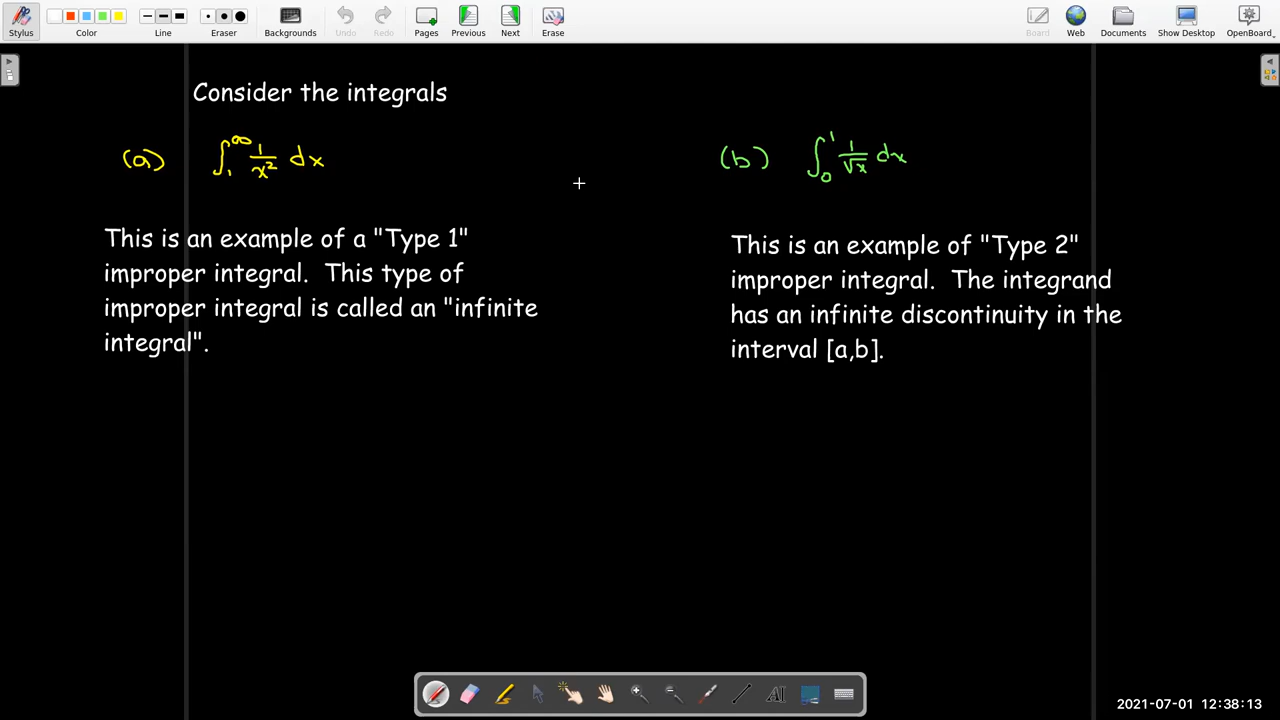 Stylus Color Line Eraser Backgrounds Undo Redo Pages Previous Next Erase Board Web Documents Show Desktop OpenBoard
Consider the integrals
(a) ∫₁^∞ 1/x² dx
(b) ∫₀^1 1/√x dx
This is an example of a "Type 1"
improper integral. This type of
improper integral is called an "infinite
integral".
This is an example of "Type 2"
improper integral. The integrand
has an infinite discontinuity in the
interval [a,b].
AI
2021-07-01 12:38:13